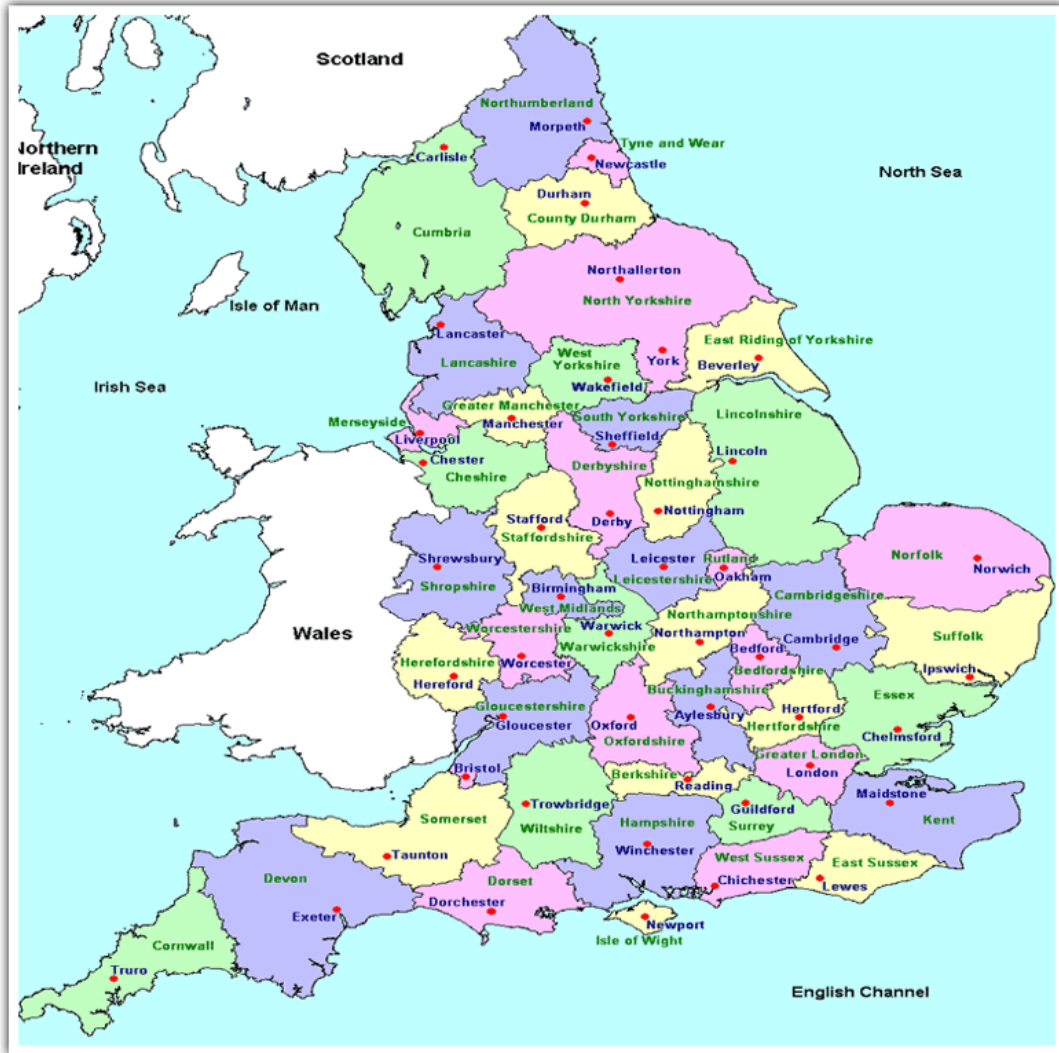 Scotland
Northumberland
Morpeth
Tyne and Wear
Northern
Ireland
Carlisle
Newcastle
North Sea
Durham
County Durham
Cumbria
Northallerton
North Yorkshire
Isle of Man
Lancaster
East Riding of Yorkshire
West
Yorkshire
Lancashire
York
Beverley
Irish Sea
Wakefield
Greater Manchester
South Yorkshire
Lincolnshire
Merseyside
Manchester
Liverpool
Sheffield
Chester
Lincoln
Derbyshire
Cheshire
Nottinghamshire
Nottingham
Stafford
Derby
Staffordshire
Shrewsbury
Leicester
Rutland
Norfolk
Norwich
Shropshire
Leicestershire
Oakham
Birmingham
Cambridgeshire
West Midlands
Northamptonshire
Wales
Worcestershire
Warwick
Suffolk
Northampton
Cambridge
Warwickshire
Bedford
Herefordshire
Worcester
Bedfordshire
Ipswich
Hereford
Buckinghamshire
Essex
Gloucestershire
Hertford
Aylesbury
Gloucester
Oxford
Hertfordshire
Chelmsford
Oxfordshire
Greater London
Bristol
Berkshire
London
Reading
Maidstone
Trowbridge
Guildford
Somerset
Wiltshire
Hampshire
Surrey
Kent
Winchester
Taunton
West Sussex
East Sussex
Devon
Dorset
Chichester
Lewes
Dorchester
Exeter
Newport
Isle of Wight
Cornwall
Truro
English Channel